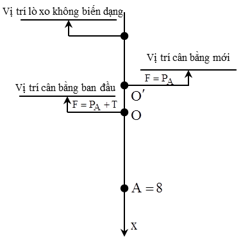 Vị trí lò xo không biến dạng
Vị trí cân bằng mới
F = P_A
O'
Vị trí cân bằng ban đầu
F = P_A + T
O
A = 8
x